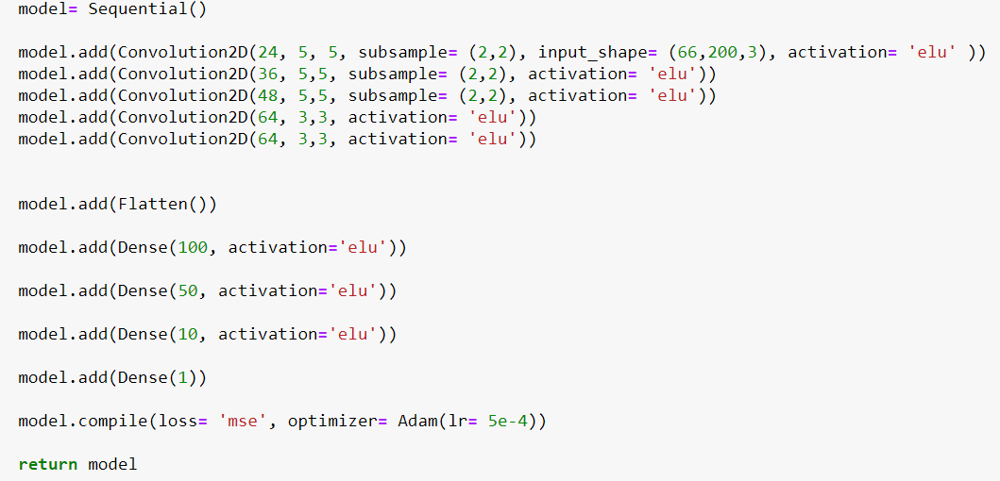 model= Sequential()
model.add(Convolution2D(24, 5, 5, subsample= (2,2), input_shape= (66,200,3), activation= 'elu' ))
model.add(Convolution2D(36, 5,5, subsample= (2,2), activation= 'elu'))
model.add(Convolution2D(48, 5,5, subsample= (2,2), activation= 'elu'))
model.add(Convolution2D(64, 3,3, activation= 'elu'))
model.add(Convolution2D(64, 3,3, activation= 'elu'))
model.add(Flatten())
model.add(Dense(100, activation='elu'))
model.add(Dense(50, activation='elu'))
model.add(Dense(10, activation='elu'))
model.add(Dense(1))
model.compile(loss= 'mse', optimizer= Adam(lr= 5e-4))
return model